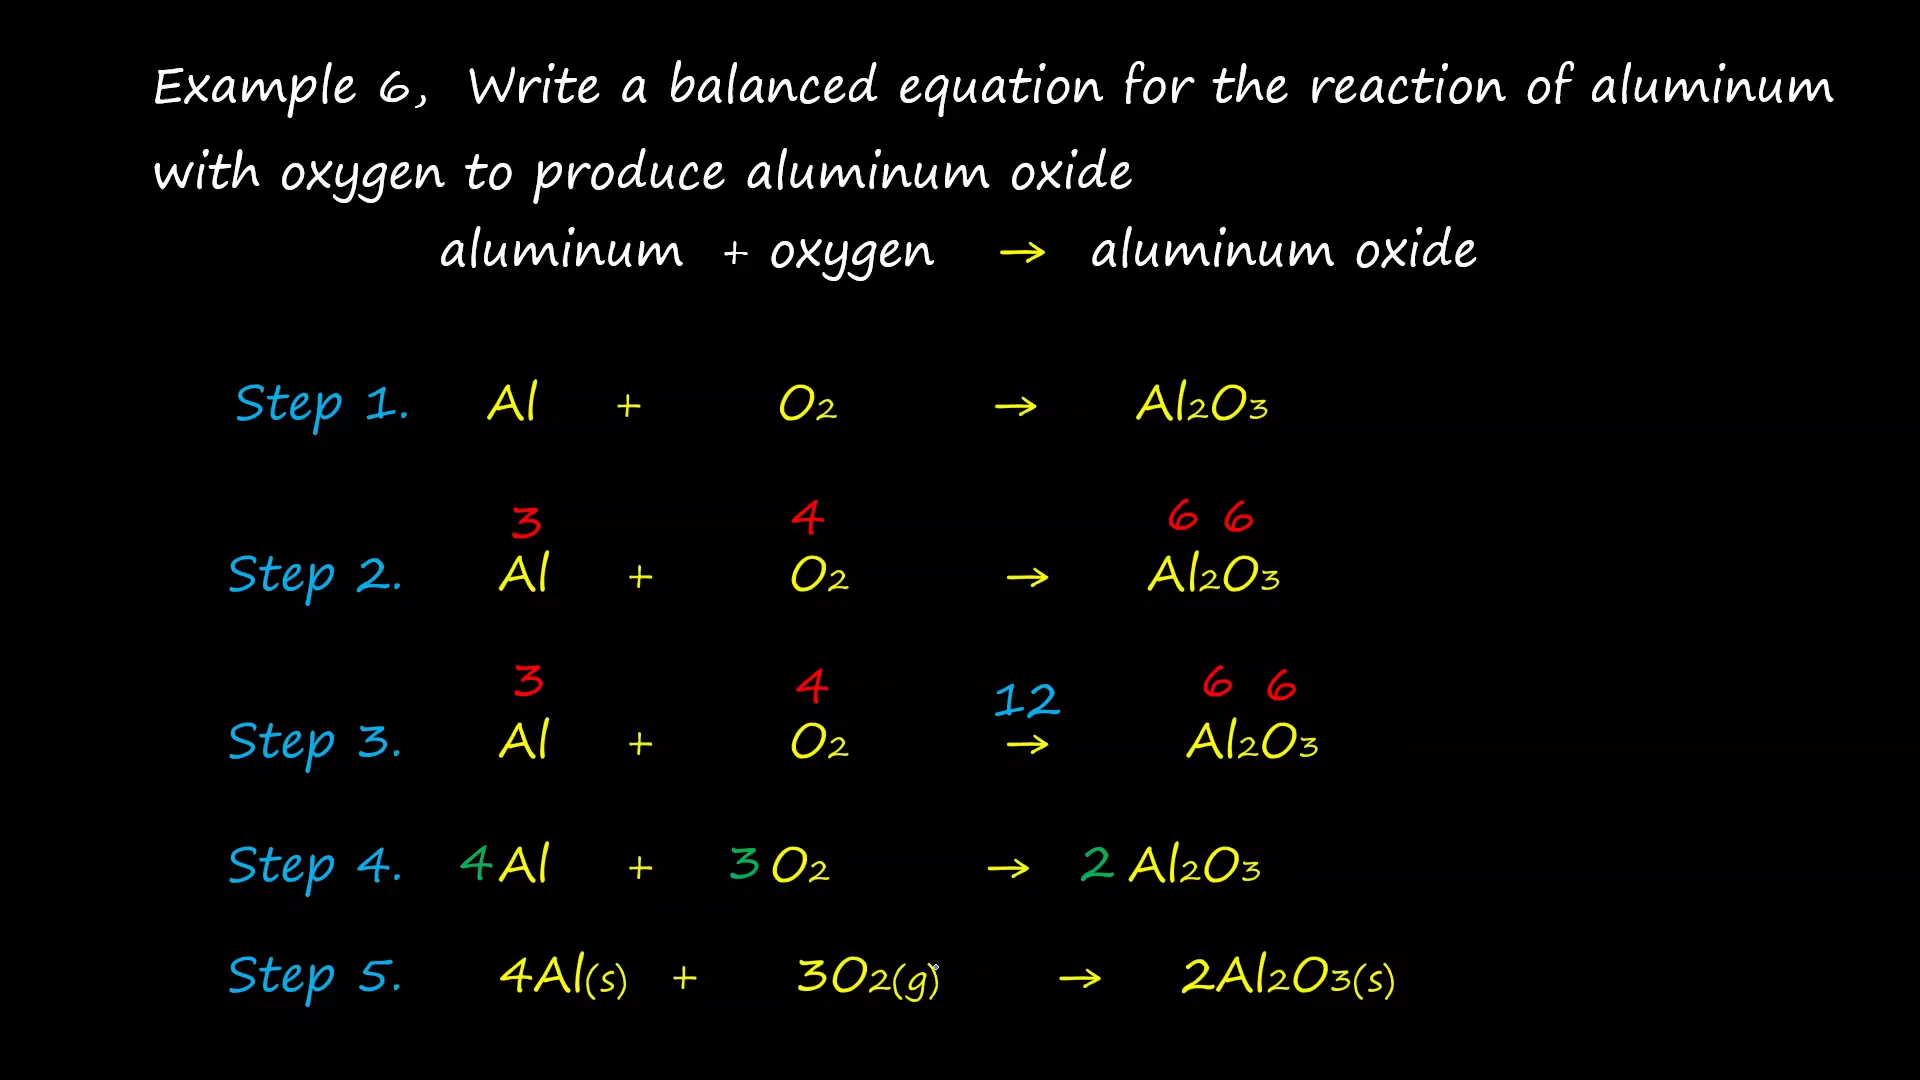 Example 6, Write a balanced equation for the reaction of aluminum
with oxygen to produce aluminum oxide
aluminum + oxygen → aluminum oxide
Step 1. Al + O2 → Al2O3
3 4 6 6
Step 2. Al + O2 → Al2O3
3 4 12 6 6
Step 3. Al + O2 → Al2O3
Step 4. 4Al + 3O2 → 2 Al2O3
Step 5. 4Al(s) + 3O2(g) → 2Al2O3(s)